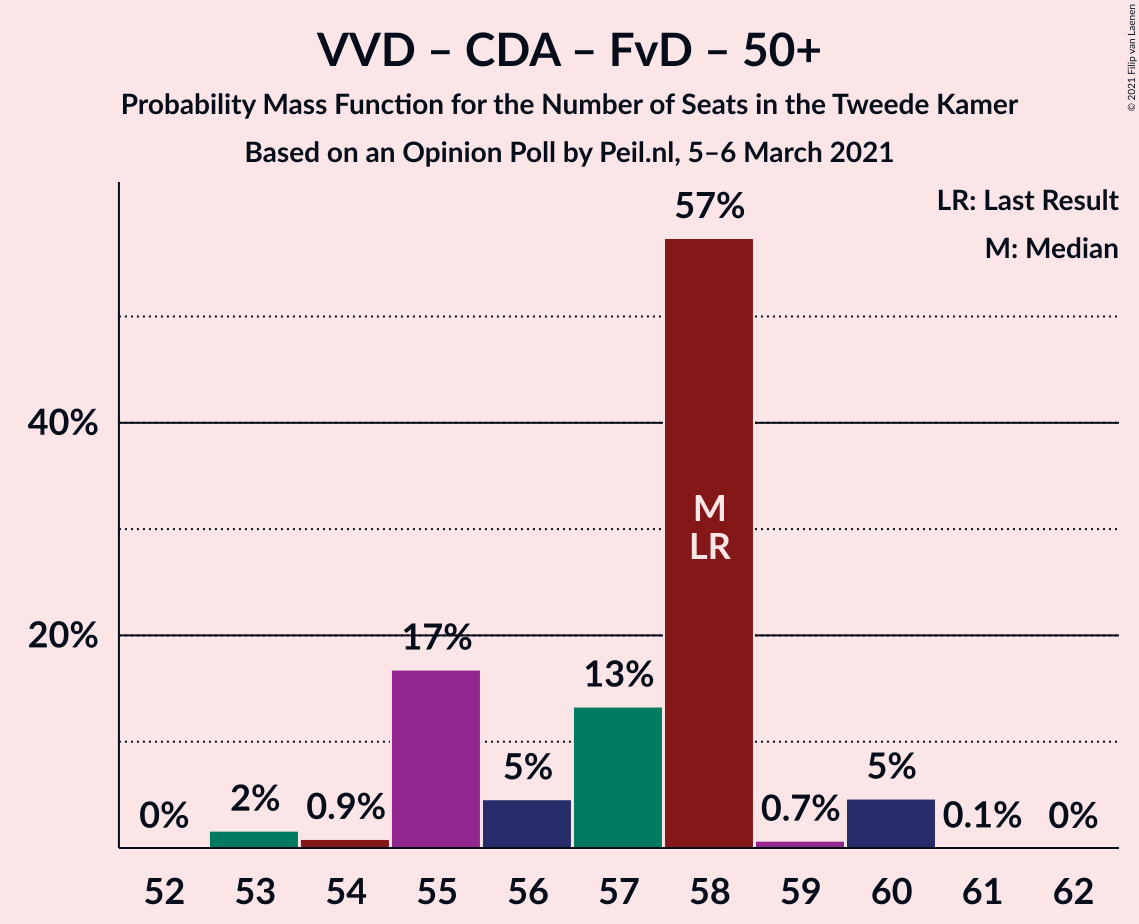 VVD – CDA – FvD – 50+
Probability Mass Function for the Number of Seats in the Tweede Kamer
Based on an Opinion Poll by Peil.nl, 5–6 March 2021
© 2021 Filip van Laenen
LR: Last Result
M: Median
57%
40%
M
LR
20%
17%
13%
5%
5%
2%
0.9%
0.7%
0%
0.1%
0%
52 53 54 55 56 57 58 59 60 61 62